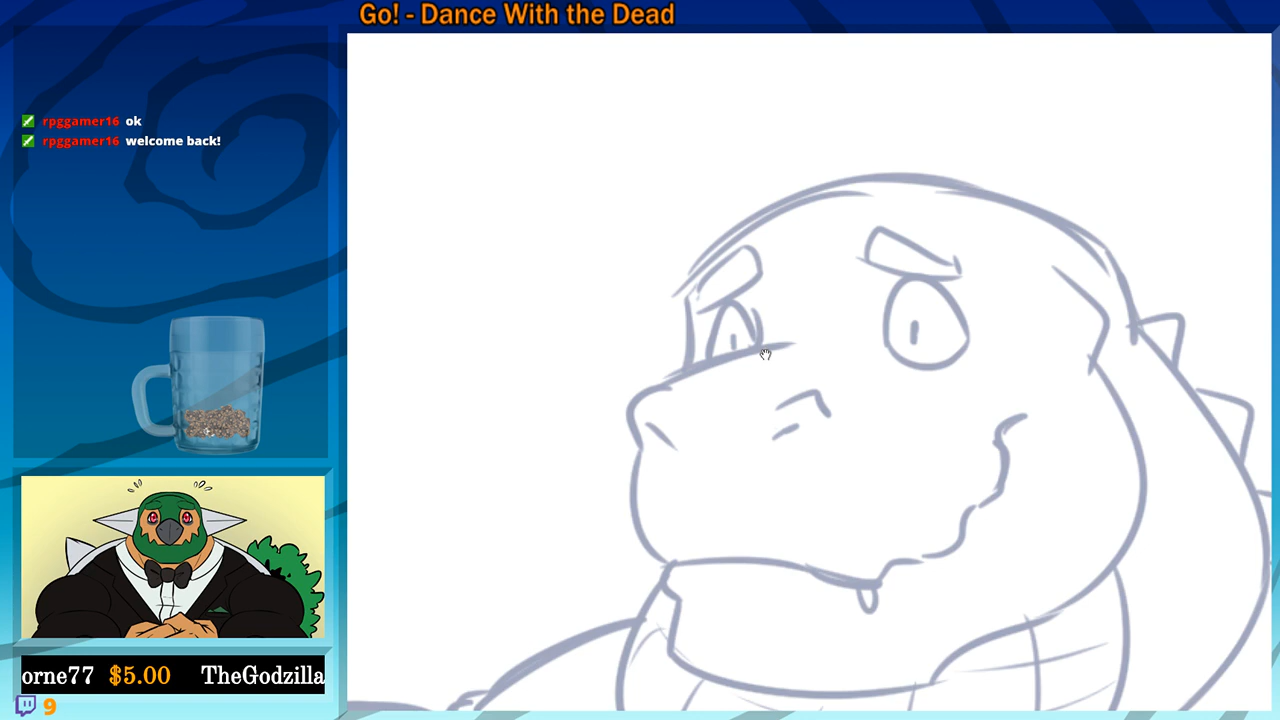 Go! - Dance With the Dead
rpggamer16 ok
rpggamer16 welcome back!
orne77 $5.00 TheGodzilla
9